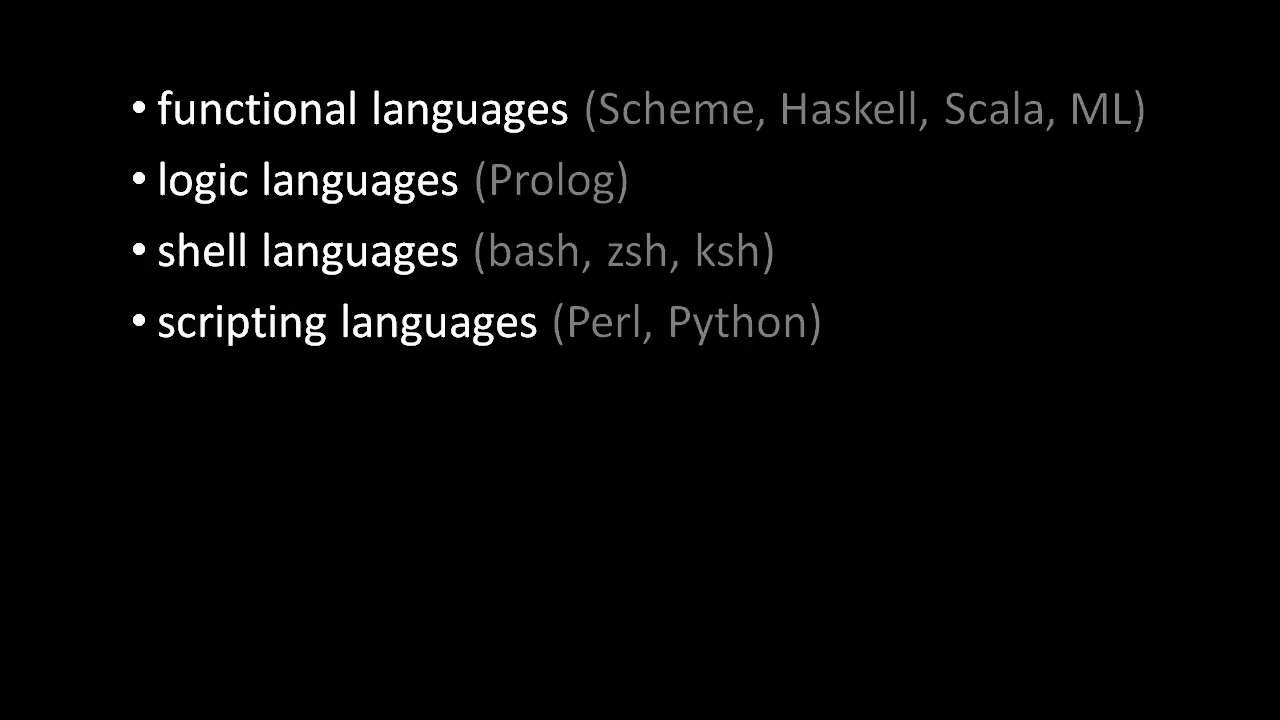 • functional languages (Scheme, Haskell, Scala, ML)
• logic languages (Prolog)
• shell languages (bash, zsh, ksh)
• scripting languages (Perl, Python)